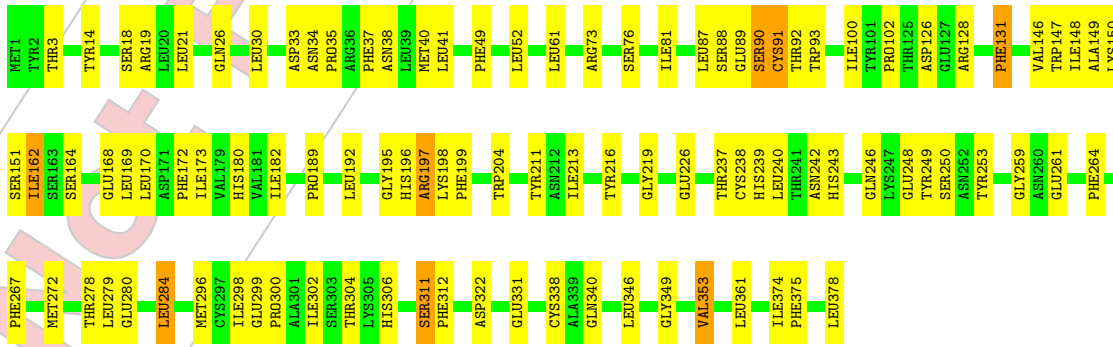 MET1 TYR2 THR3 TYR14 SER18 ARG19 LEU20 LEU21 GLN26 LEU30 ASP33 ASN34 PRO35 ARG36 PHE37 ASN38 LEU39 MET40 LEU41 PHE49 LEU52 LEU61 ARG73 SER76 ILE81 LEU87 SER88 GLU89 SER90 CYS91 THR92 TRP93 ILE100 TYR101 PRO102 THR125 ASP126 GLU127 ARG128 PHE131 VAL146 TRP147 ILE148 ALA149 LYS150
SER151 ILE162 SER163 SER164 GLU168 LEU169 LEU170 ASP171 PHE172 ILE173 VAL179 HIS180 VAL181 ILE182 PRO189 LEU192 GLY195 HIS196 ARG197 LYS198 PHE199 TRP204 TYR211 ASN212 ILE213 TYR216 GLY219 GLU226 THR237 CYS238 HIS239 LEU240 THR241 ASN242 HIS243 GLN246 LYS247 GLU248 TYR249 SER250 ASN252 TYR253 GLY259 ASN260 GLU261 PHE264
PHE267 MET272 THR278 LEU279 GLU280 LEU284 MET296 CYS297 ILE298 GLU299 PRO300 ALA301 ILE302 SER303 THR304 LYS305 HIS306 SER311 PHE312 ASP322 GLU331 CYS338 ALA339 GLN340 LEU346 GLY349 VAL353 LEU361 ILE374 PHE375 LEU378